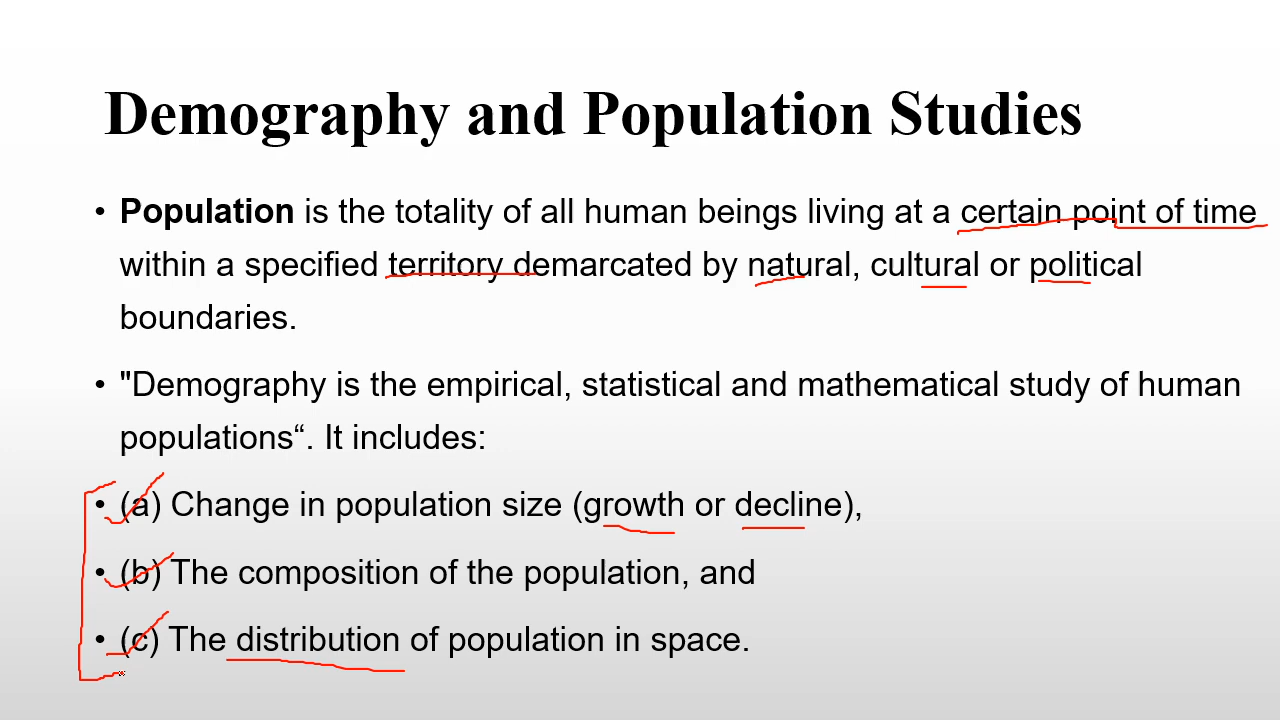 Demography and Population Studies
• Population is the totality of all human beings living at a certain point of time
within a specified territory demarcated by natural, cultural or political
boundaries.
• "Demography is the empirical, statistical and mathematical study of human
populations“. It includes:
• (a) Change in population size (growth or decline),
• (b) The composition of the population, and
• (c) The distribution of population in space.